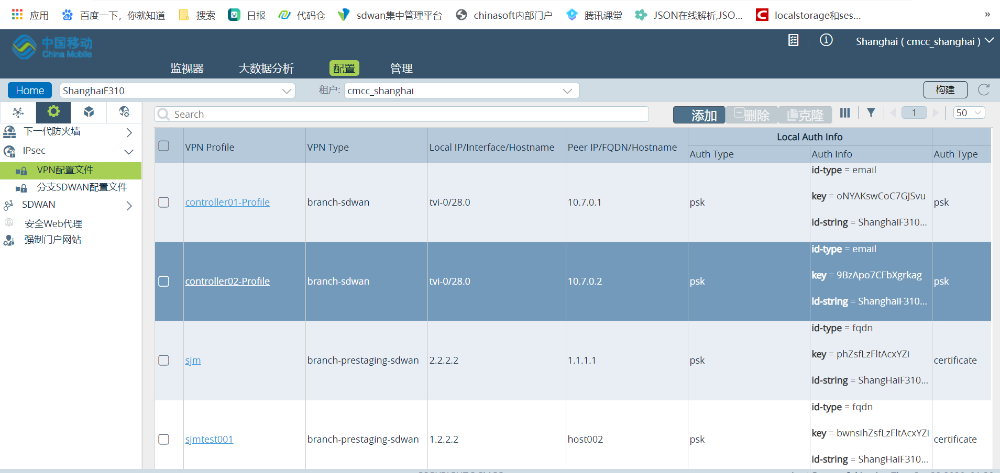 应用 百度一下，你就知道 搜索 日报 代码仓 sdwan集中管理平台 chinasoft内部门户 腾讯课堂 JSON在线解析,JSO... localstorage和ses... »
中国移动
China Mobile
Shanghai ( cmcc_shanghai )
监视器 大数据分析 配置 管理
Home ShanghaiF310 租户: cmcc_shanghai 构建
Search 添加 删除 克隆 1 50
下一代防火墙
IPsec
VPN配置文件
分支SDWAN配置文件
SDWAN
安全Web代理
强制门户网站
Local Auth Info
VPN Profile VPN Type Local IP/Interface/Hostname Peer IP/FQDN/Hostname Auth Type Auth Info Auth Type
id-type = email
key = oNYAKswCoC7GJSvu
controller01-Profile branch-sdwan tvi-0/28.0 10.7.0.1 psk psk
id-string = ShanghaiF310...
id-type = email
key = 9BzApo7CFbXgrkag
controller02-Profile branch-sdwan tvi-0/28.0 10.7.0.2 psk psk
id-string = ShanghaiF310...
id-type = fqdn
key = phZsfLzFltAcxYZi
sjm branch-prestaging-sdwan 2.2.2.2 1.1.1.1 psk certificate
id-string = ShangHaiF310...
id-type = fqdn
key = bwnsihZsfLzFltAcxYZi
sjmtest001 branch-prestaging-sdwan 1.2.2.2 host002 psk certificate
id-string = ShangHaiF310...